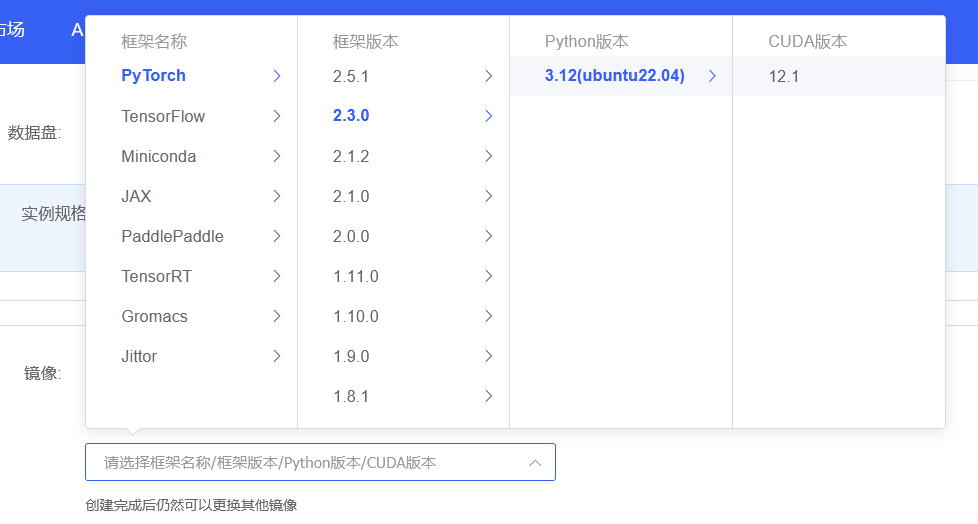 市场
A
框架名称
框架版本
Python版本
CUDA版本
PyTorch
2.5.1
3.12(ubuntu22.04)
12.1
TensorFlow
2.3.0
Miniconda
2.1.2
JAX
2.1.0
PaddlePaddle
2.0.0
TensorRT
1.11.0
Gromacs
1.10.0
Jittor
1.9.0
1.8.1
数据盘:
实例规格
镜像:
请选择框架名称/框架版本/Python版本/CUDA版本
创建完成后仍然可以更换其他镜像